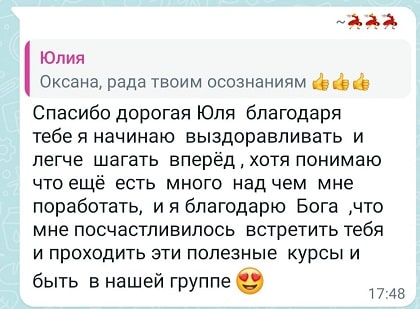 ~💃💃💃
Юлия
Оксана, рада твоим осознаниям 👍👍👍
Спасибо дорогая Юля благодаря
тебе я начинаю выздоравливать и
легче шагать вперёд , хотя понимаю
что ещё есть много над чем мне
поработать, и я благодарю Бога ,что
мне посчастливилось встретить тебя
и проходить эти полезные курсы и
быть в нашей группе 😍
17:48